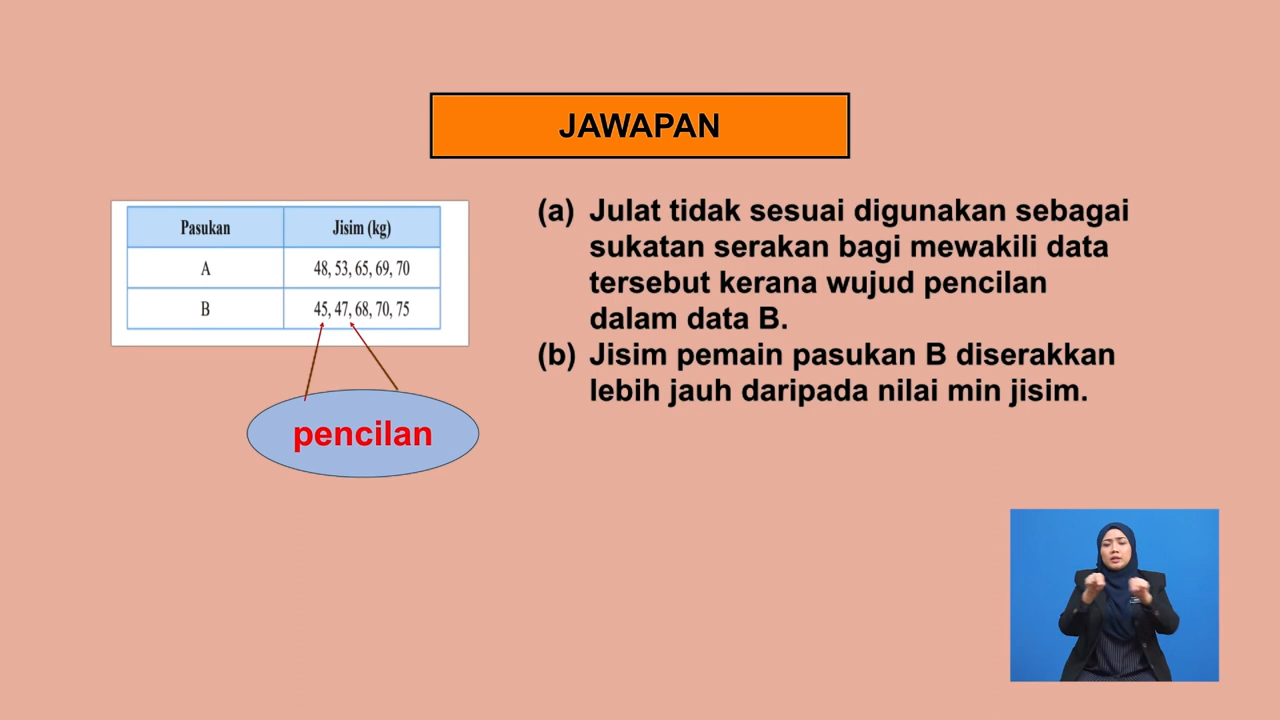 JAWAPAN
Pasukan Jisim (kg)
A 48, 53, 65, 69, 70
B 45, 47, 68, 70, 75
pencilan
(a) Julat tidak sesuai digunakan sebagai
sukatan serakan bagi mewakili data
tersebut kerana wujud pencilan
dalam data B.
(b) Jisim pemain pasukan B diserakkan
lebih jauh daripada nilai min jisim.